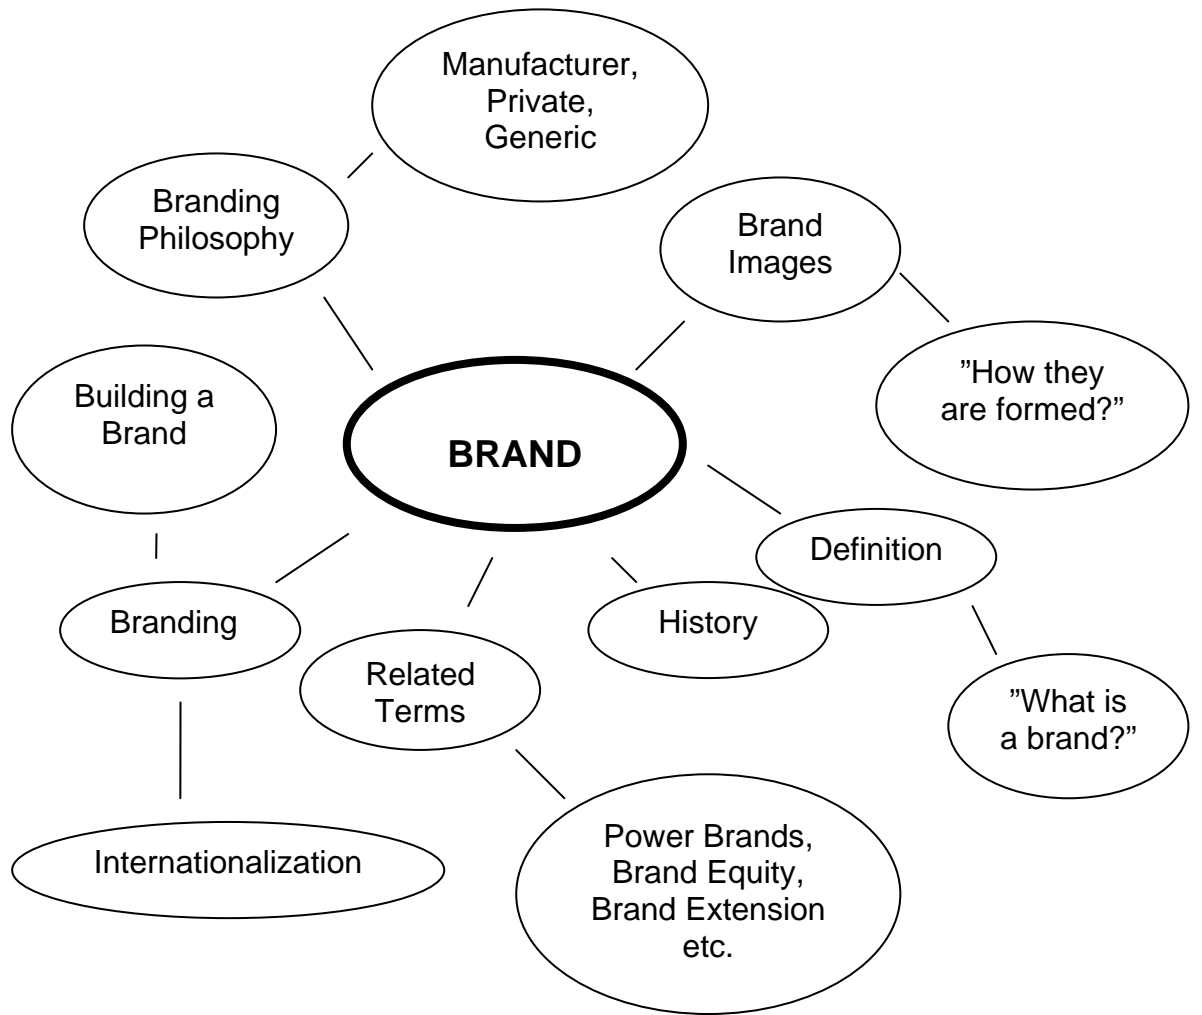 Manufacturer,
Private,
Generic
Branding
Philosophy
Brand
Images
”How they
are formed?”
Building a
Brand
BRAND
Definition
Branding
History
Related
Terms
”What is
a brand?”
Internationalization
Power Brands,
Brand Equity,
Brand Extension
etc.